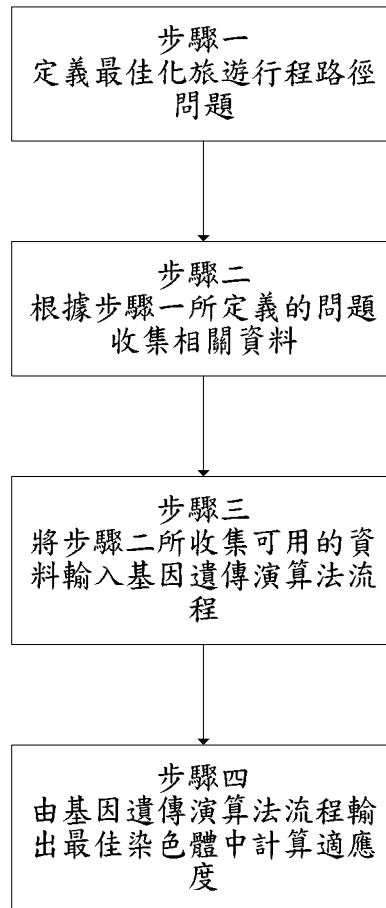 步驟一
定義最佳化旅遊行程路徑
問題
步驟二
根據步驟一所定義的問題
收集相關資料
步驟三
將步驟二所收集可用的資
料輸入基因遺傳演算法流
程
步驟四
由基因遺傳演算法流程輸
出最佳染色體中計算適應
度